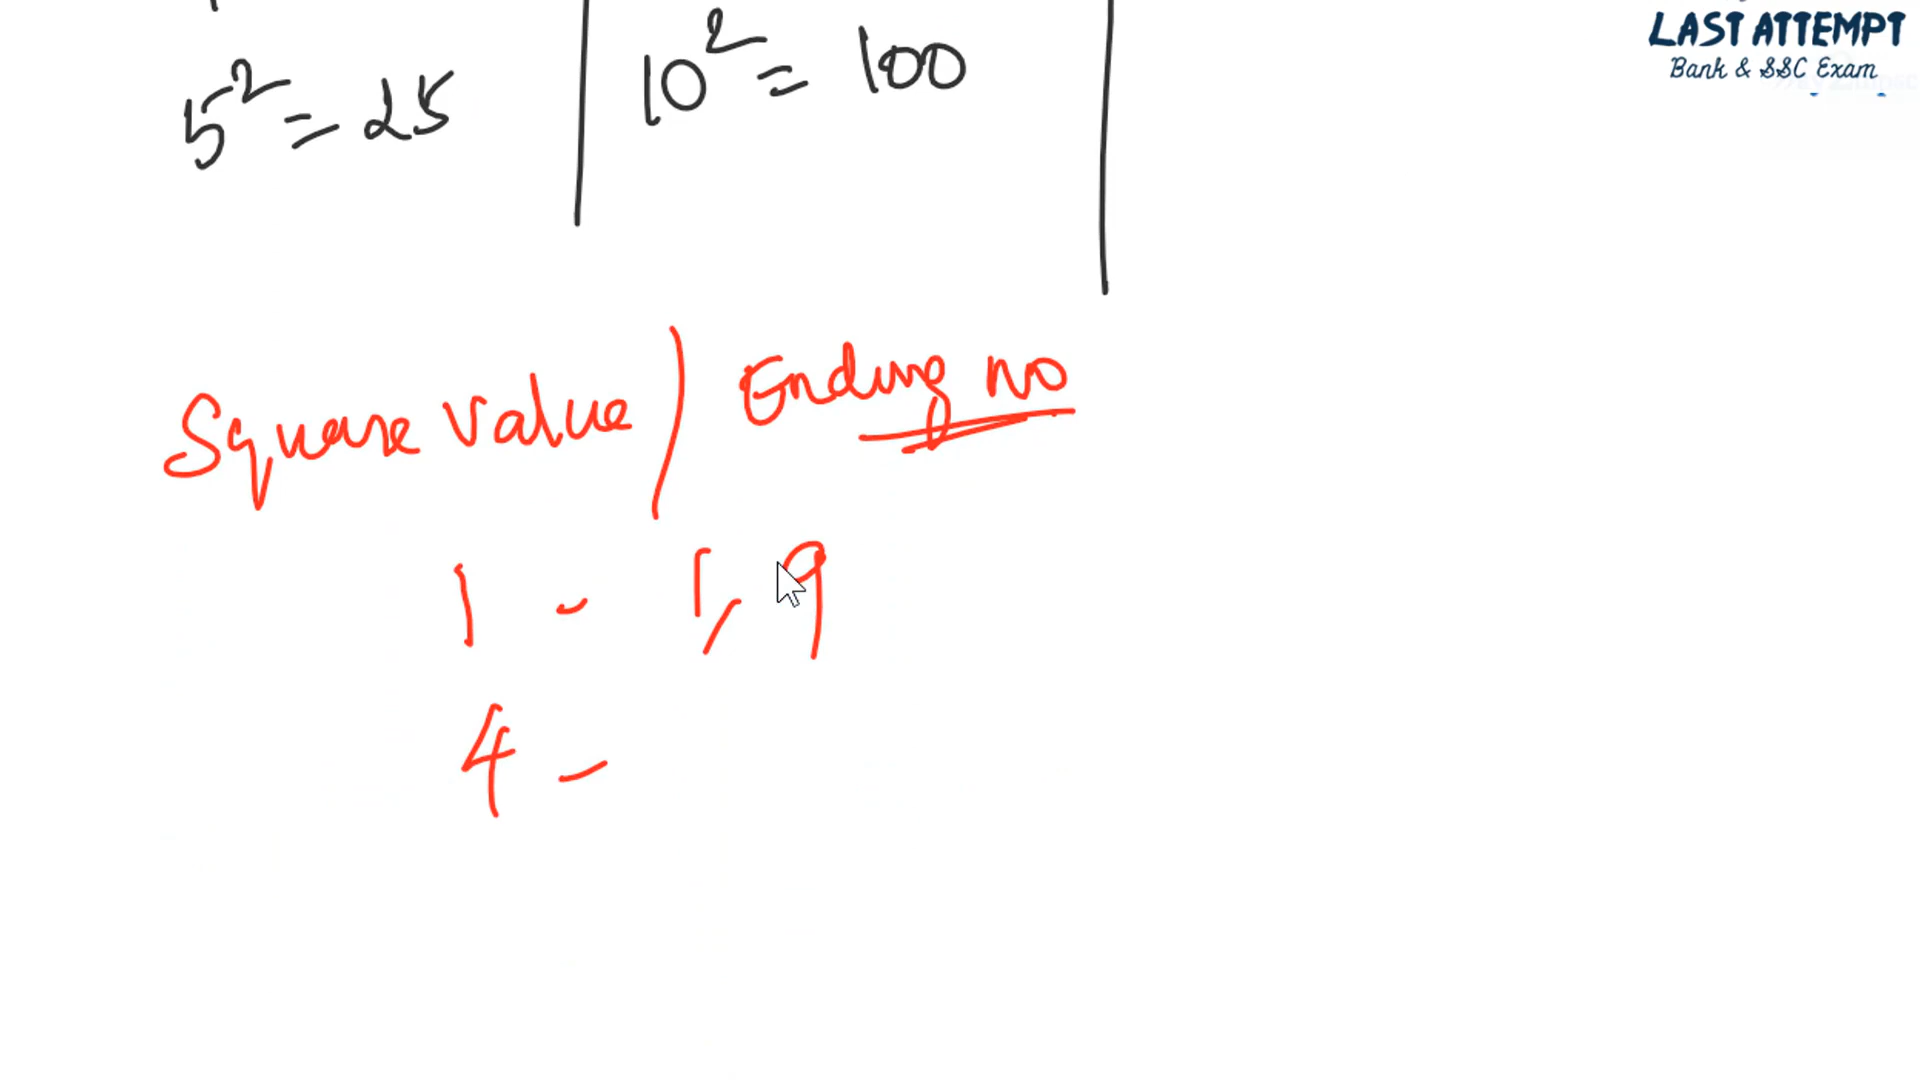 LAST ATTEMPT
Bank & SSC Exam
5² = 25
10² = 100
Square value / Ending no
1 - 1, 9
4 -